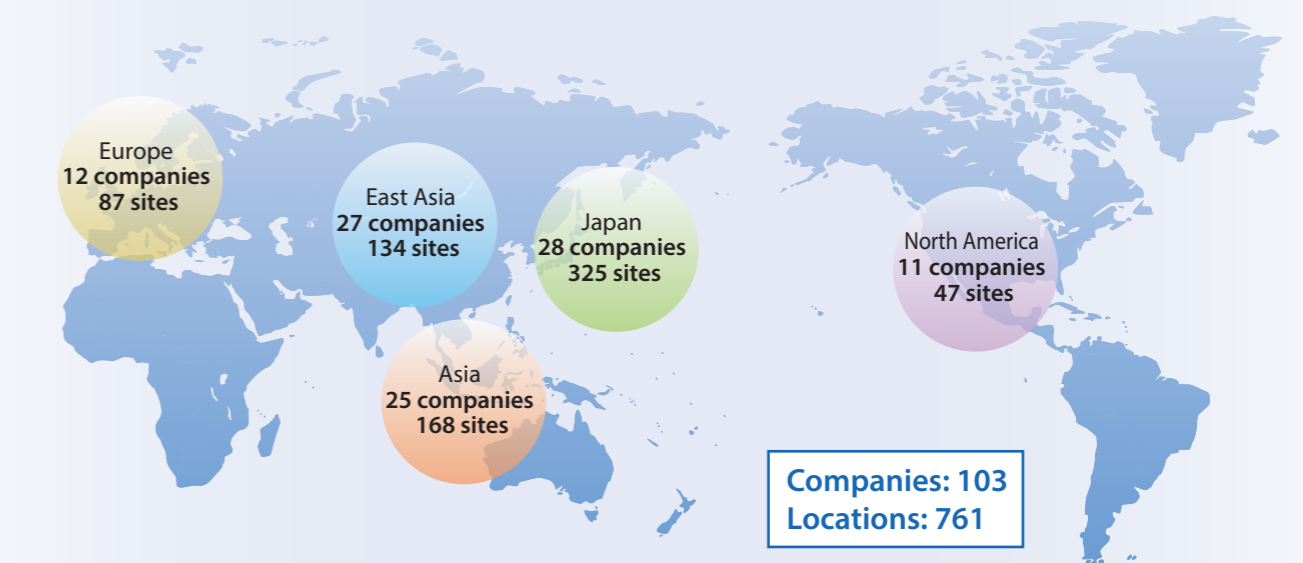 Europe
12 companies
87 sites
East Asia
27 companies
134 sites
Japan
28 companies
325 sites
North America
11 companies
47 sites
Asia
25 companies
168 sites
Companies: 103
Locations: 761